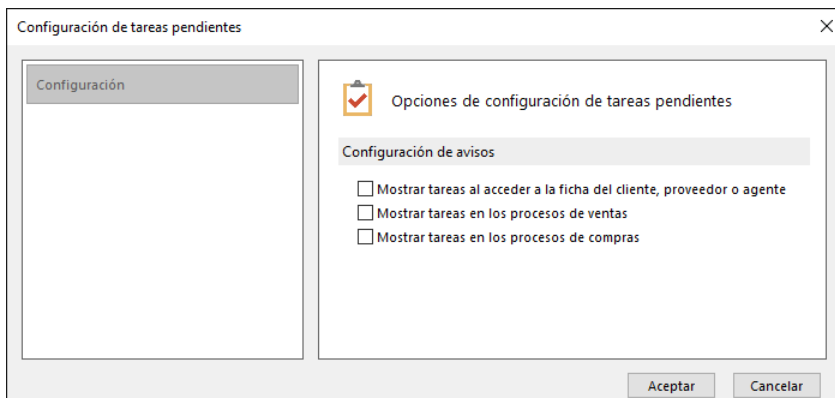 Configuración de tareas pendientes
Configuración
Opciones de configuración de tareas pendientes
Configuración de avisos
Mostrar tareas al acceder a la ficha del cliente, proveedor o agente
Mostrar tareas en los procesos de ventas
Mostrar tareas en los procesos de compras
Aceptar
Cancelar